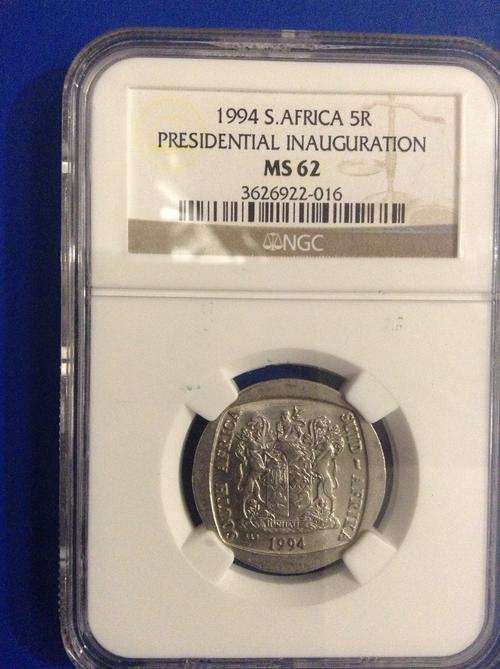 1994 S.AFRICA 5R
PRESIDENTIAL INAUGURATION
MS 62
3626922-016
NGC
SOUTH AFRICA
SUID-AFRIKA
1994